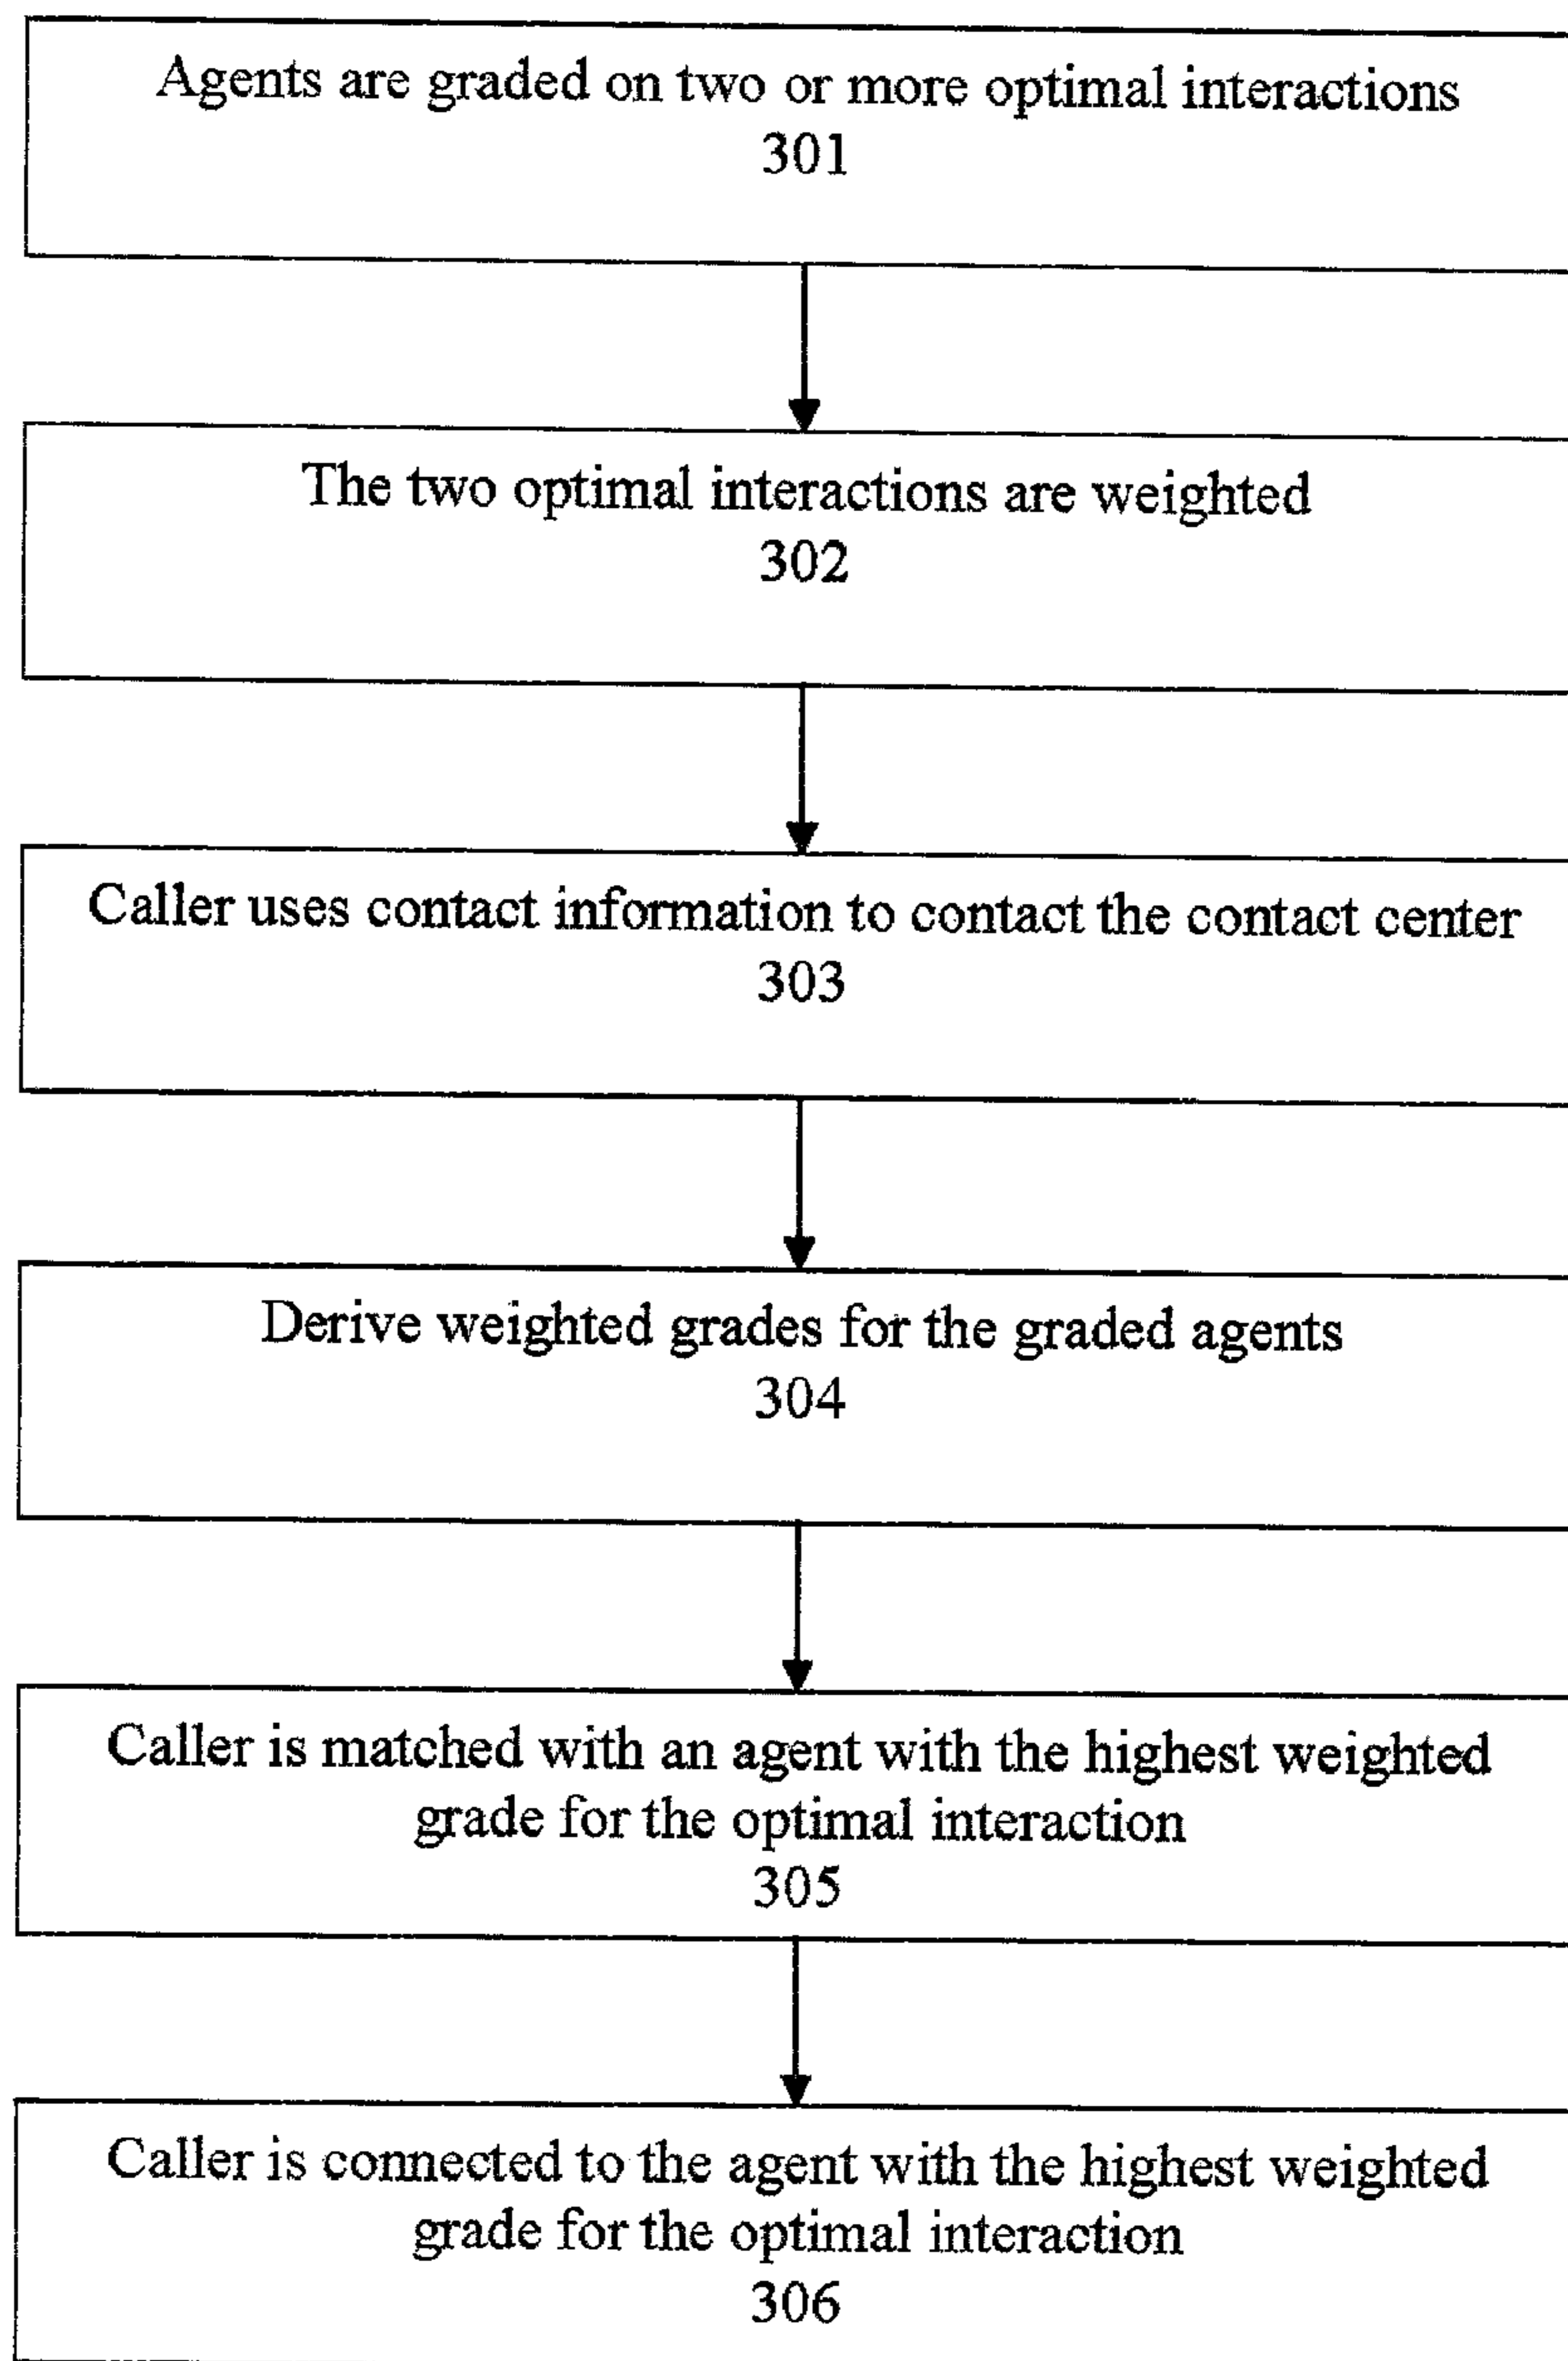 Agents are graded on two or more optimal interactions
301
The two optimal interactions are weighted
302
Caller uses contact information to contact the contact center
303
Derive weighted grades for the graded agents
304
Caller is matched with an agent with the highest weighted
grade for the optimal interaction
305
Caller is connected to the agent with the highest weighted
grade for the optimal interaction
306